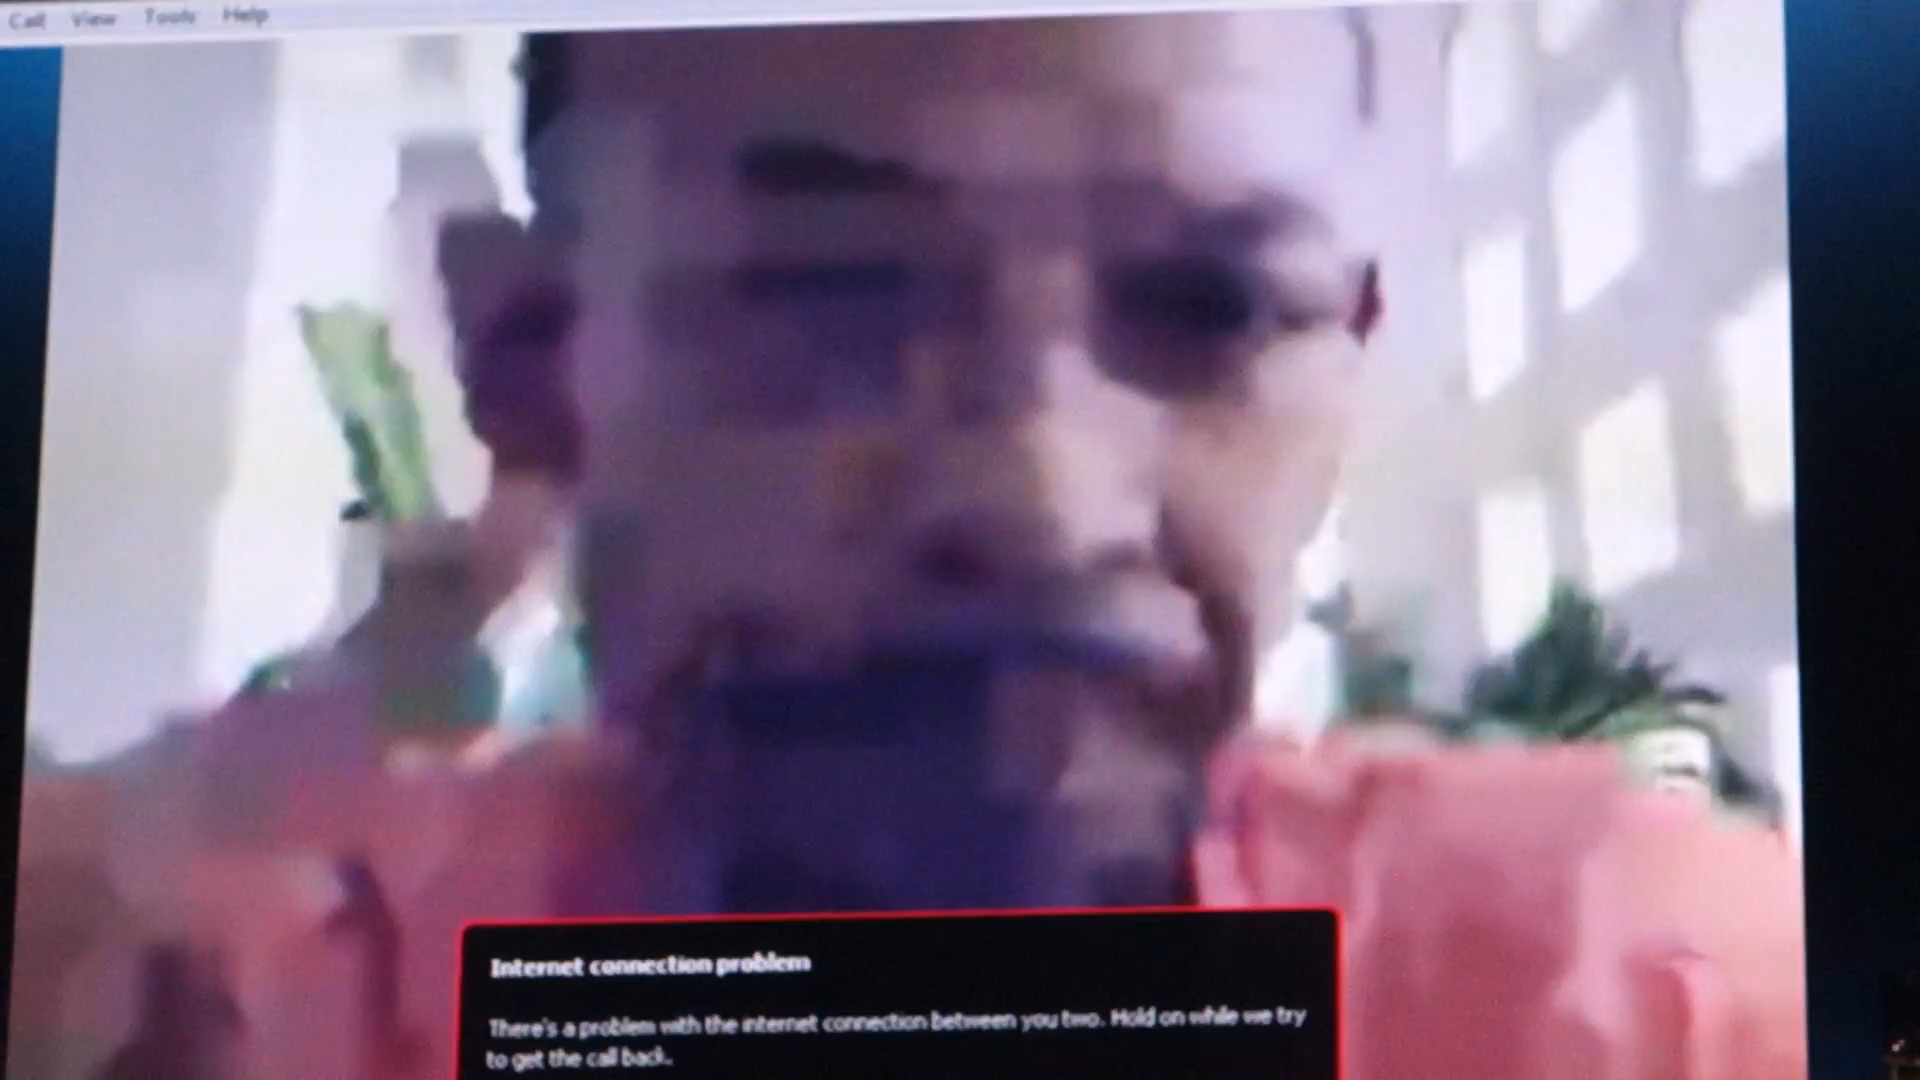 Call View Tools Help
Internet connection problem
There's a problem with the internet connection between you two. Hold on while we try
to get the call back.